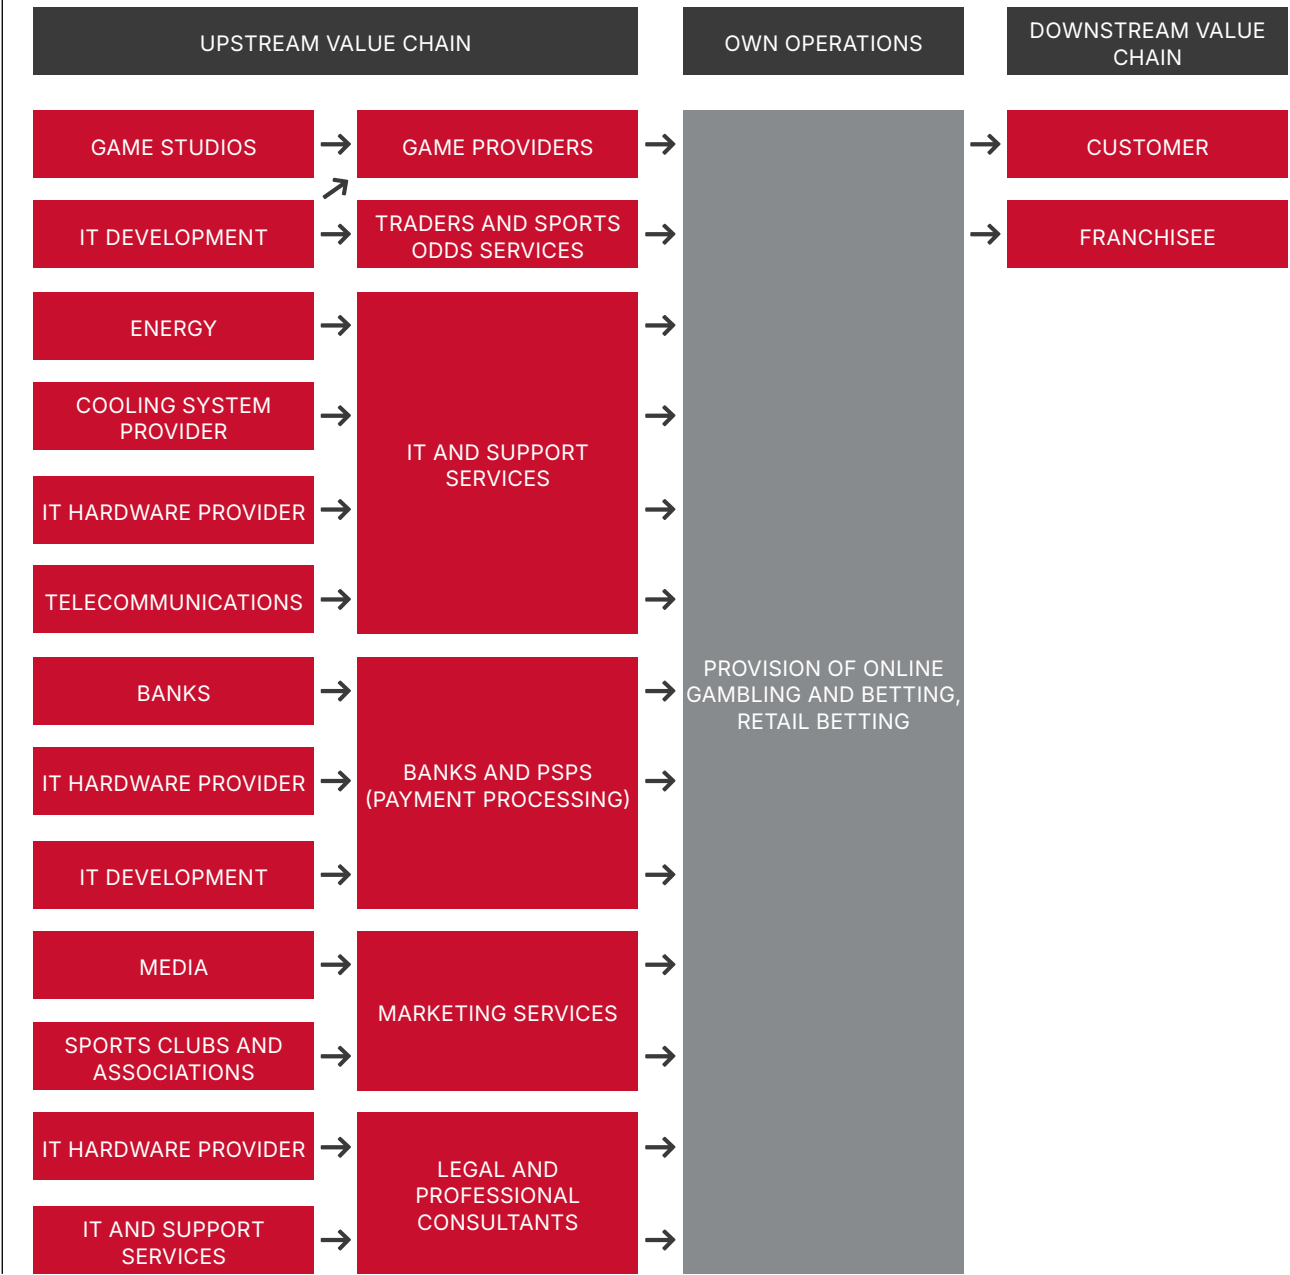 UPSTREAM VALUE CHAIN
OWN OPERATIONS
DOWNSTREAM VALUE
CHAIN
GAME STUDIOS
GAME PROVIDERS
CUSTOMER
IT DEVELOPMENT
TRADERS AND SPORTS
ODDS SERVICES
FRANCHISEE
ENERGY
COOLING SYSTEM
PROVIDER
IT HARDWARE PROVIDER
TELECOMMUNICATIONS
IT AND SUPPORT
SERVICES
BANKS
IT HARDWARE PROVIDER
IT DEVELOPMENT
BANKS AND PSPS
(PAYMENT PROCESSING)
PROVISION OF ONLINE
GAMBLING AND BETTING,
RETAIL BETTING
MEDIA
SPORTS CLUBS AND
ASSOCIATIONS
MARKETING SERVICES
IT HARDWARE PROVIDER
IT AND SUPPORT
SERVICES
LEGAL AND
PROFESSIONAL
CONSULTANTS